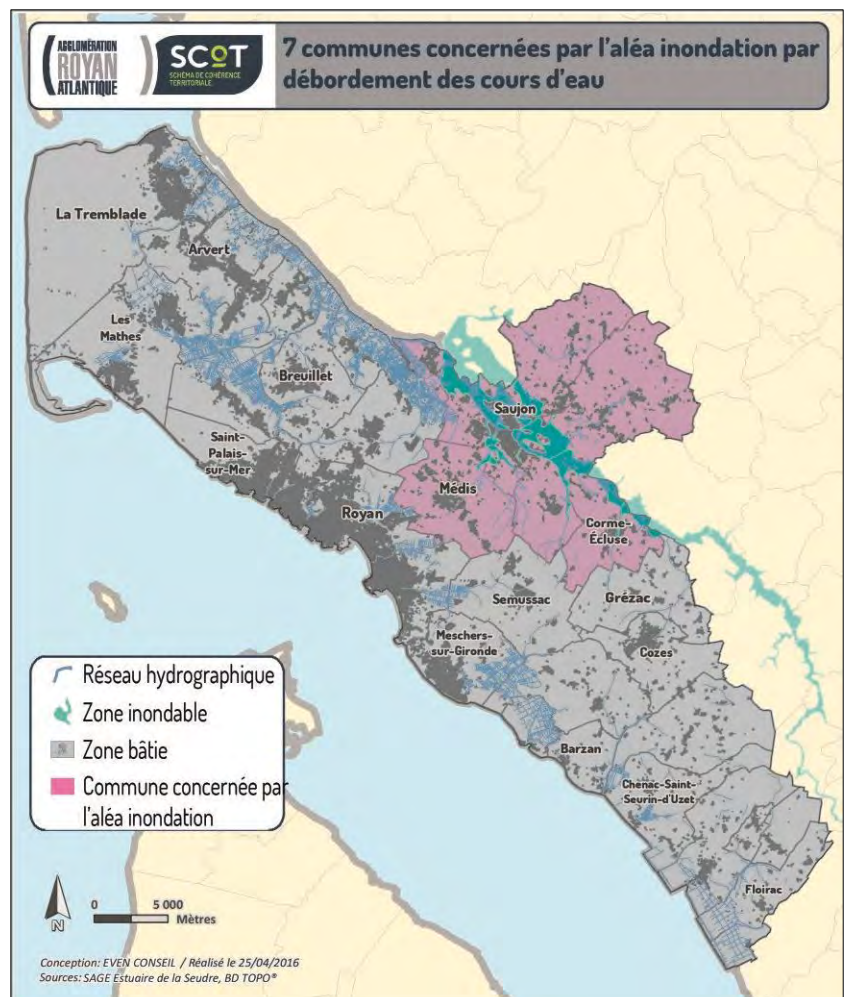 AGGLOMÉRATION
ROYAN
ATLANTIQUE
SCOT
SCHÉMA DE COHÉRENCE
TERRITORIALE
7 communes concernées par l'aléa inondation par
débordement des cours d'eau
La Tremblade
Arvert
Les
Mathes
Breuillet
Saujon
Saint-
Palais-
sur-Mer
Médis
Royan
Corme-
Écluse
Semussac
Grézac
Meschers-
sur-Gironde
Cozes
Barzan
Chenac-Saint-
Seurin-d'Uzet
Floirac
Réseau hydrographique
Zone inondable
Zone bâtie
Commune concernée par
l'aléa inondation
N
0 5 000
Mètres
Conception: EVEN CONSEIL / Réalisé le 25/04/2016
Sources: SAGE Estuaire de la Seudre, BD TOPO®